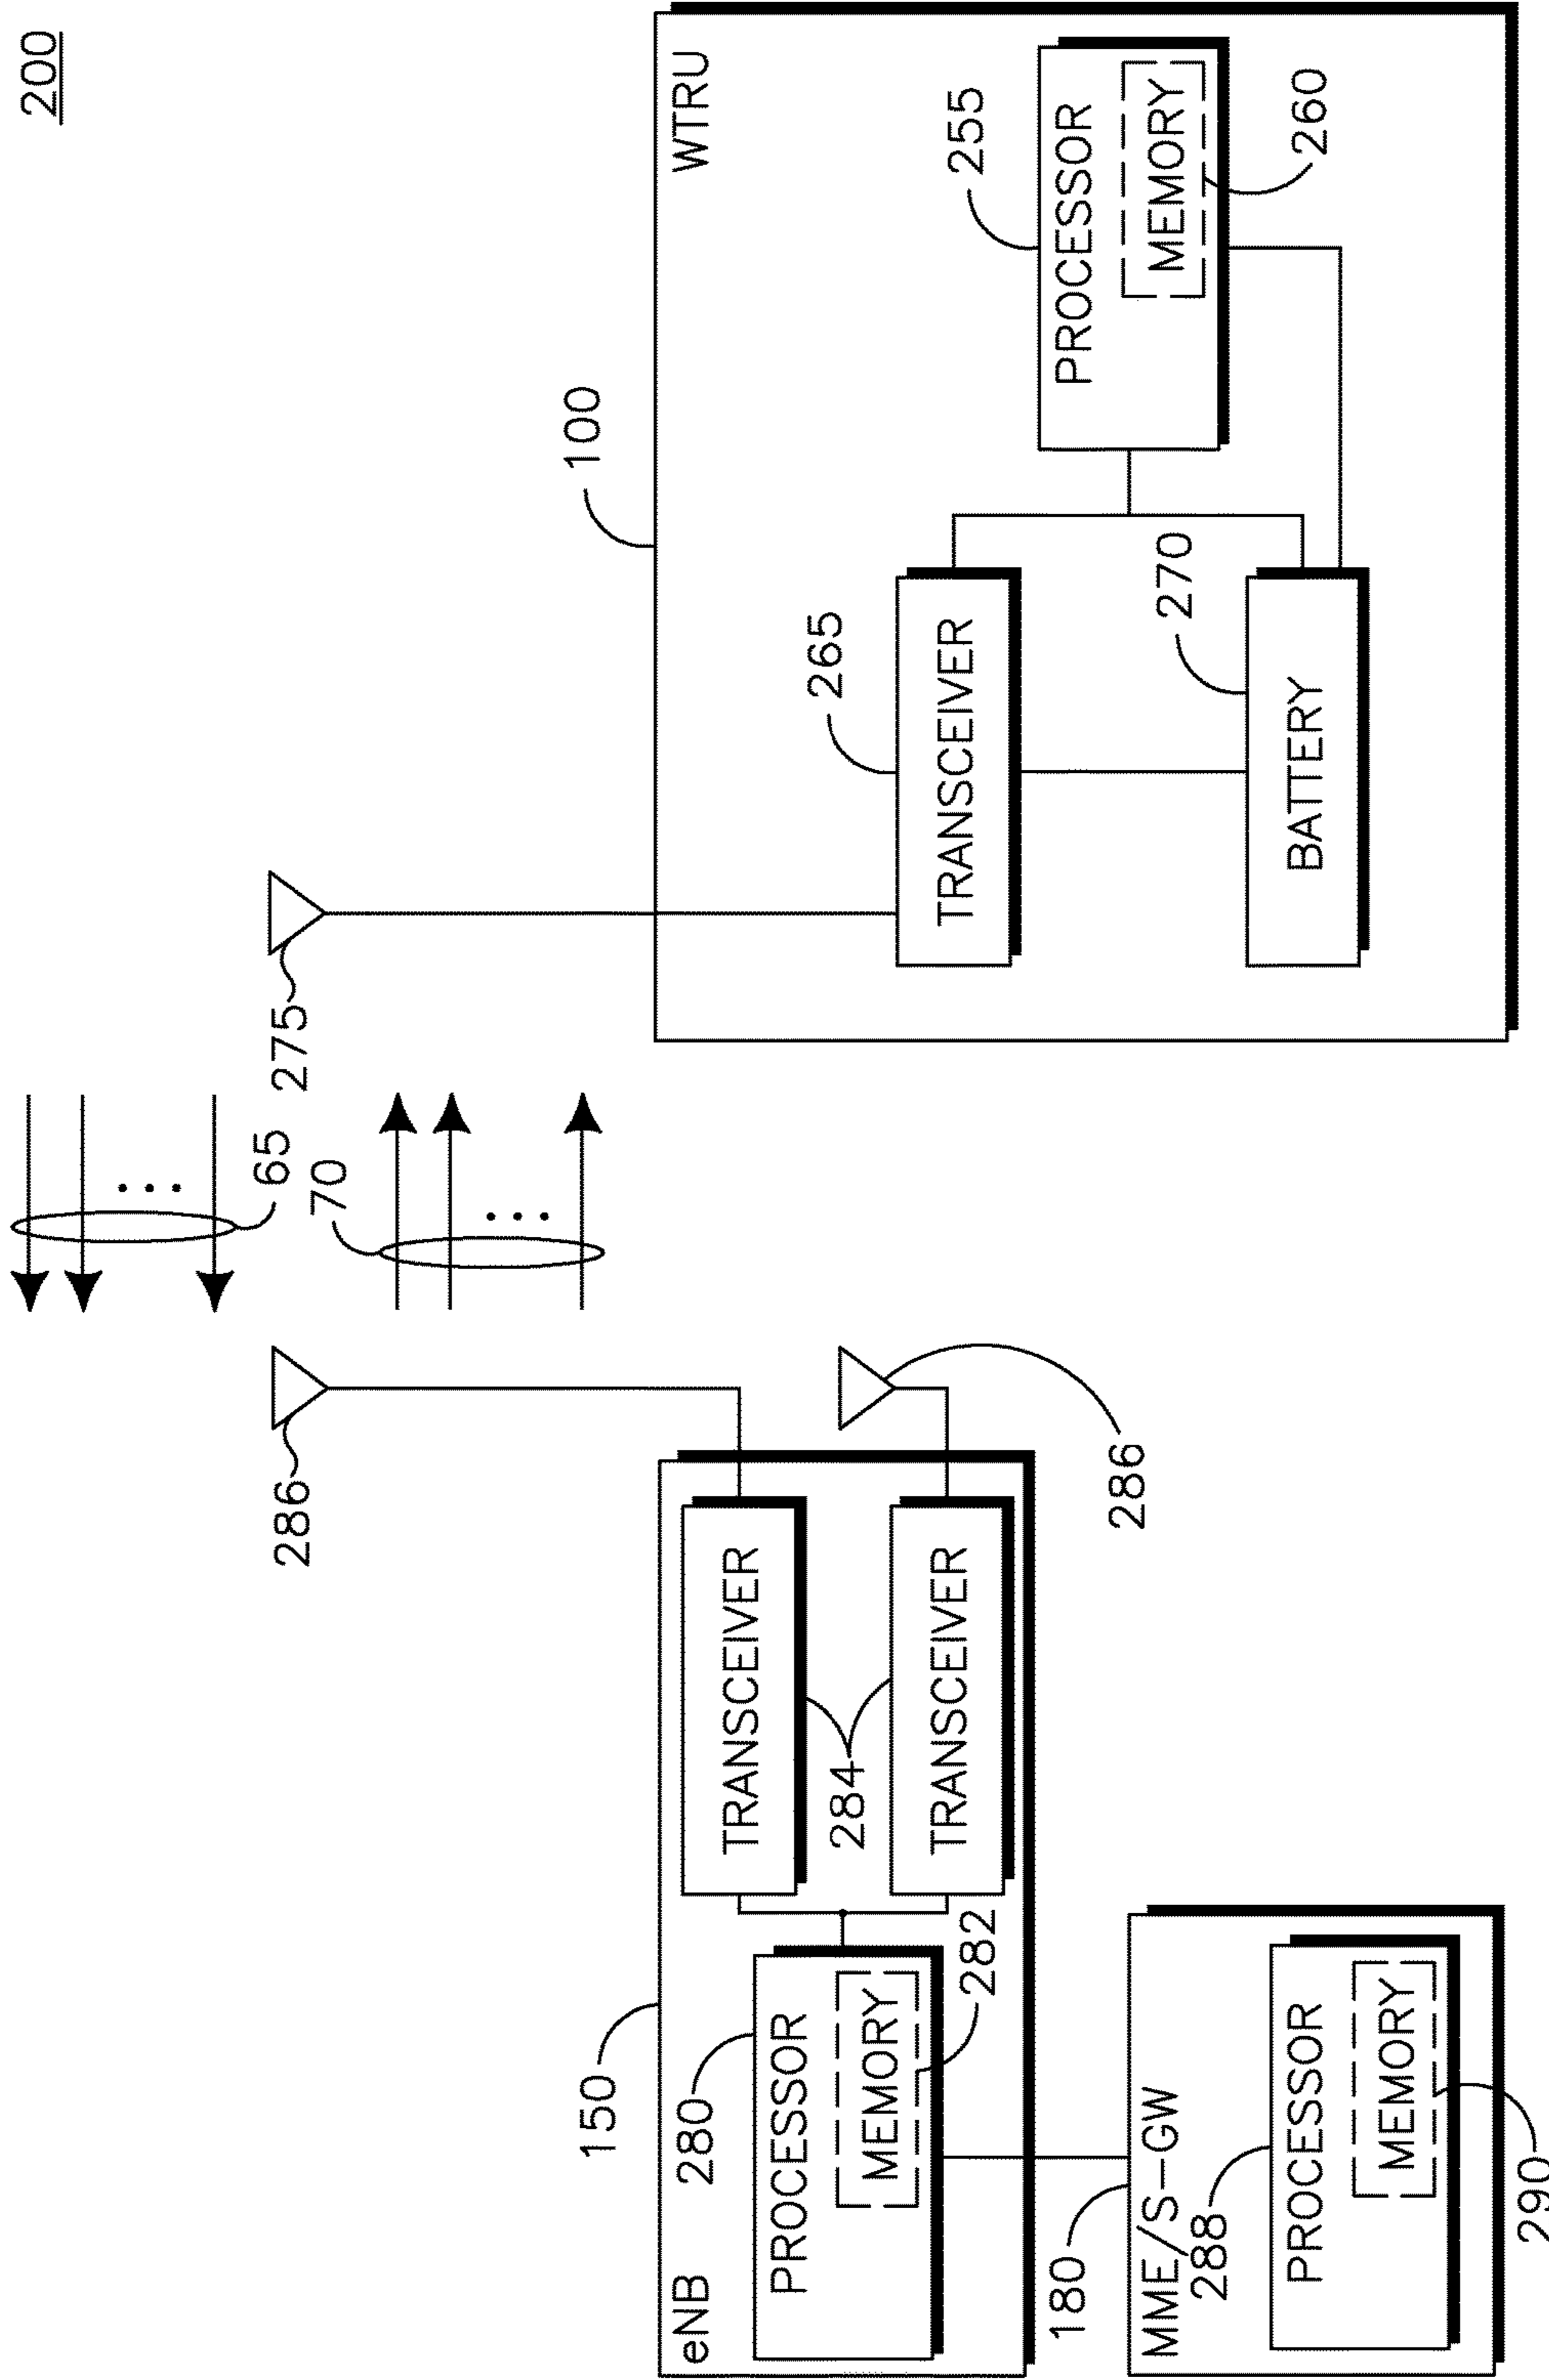 200
65
70
275
286
100
WTRU
265
TRANSCEIVER
255
PROCESSOR
MEMORY
260
270
BATTERY
150
eNB
280
PROCESSOR
MEMORY
282
TRANSCEIVER
284
TRANSCEIVER
286
180
MME/S-GW
288
PROCESSOR
MEMORY
290